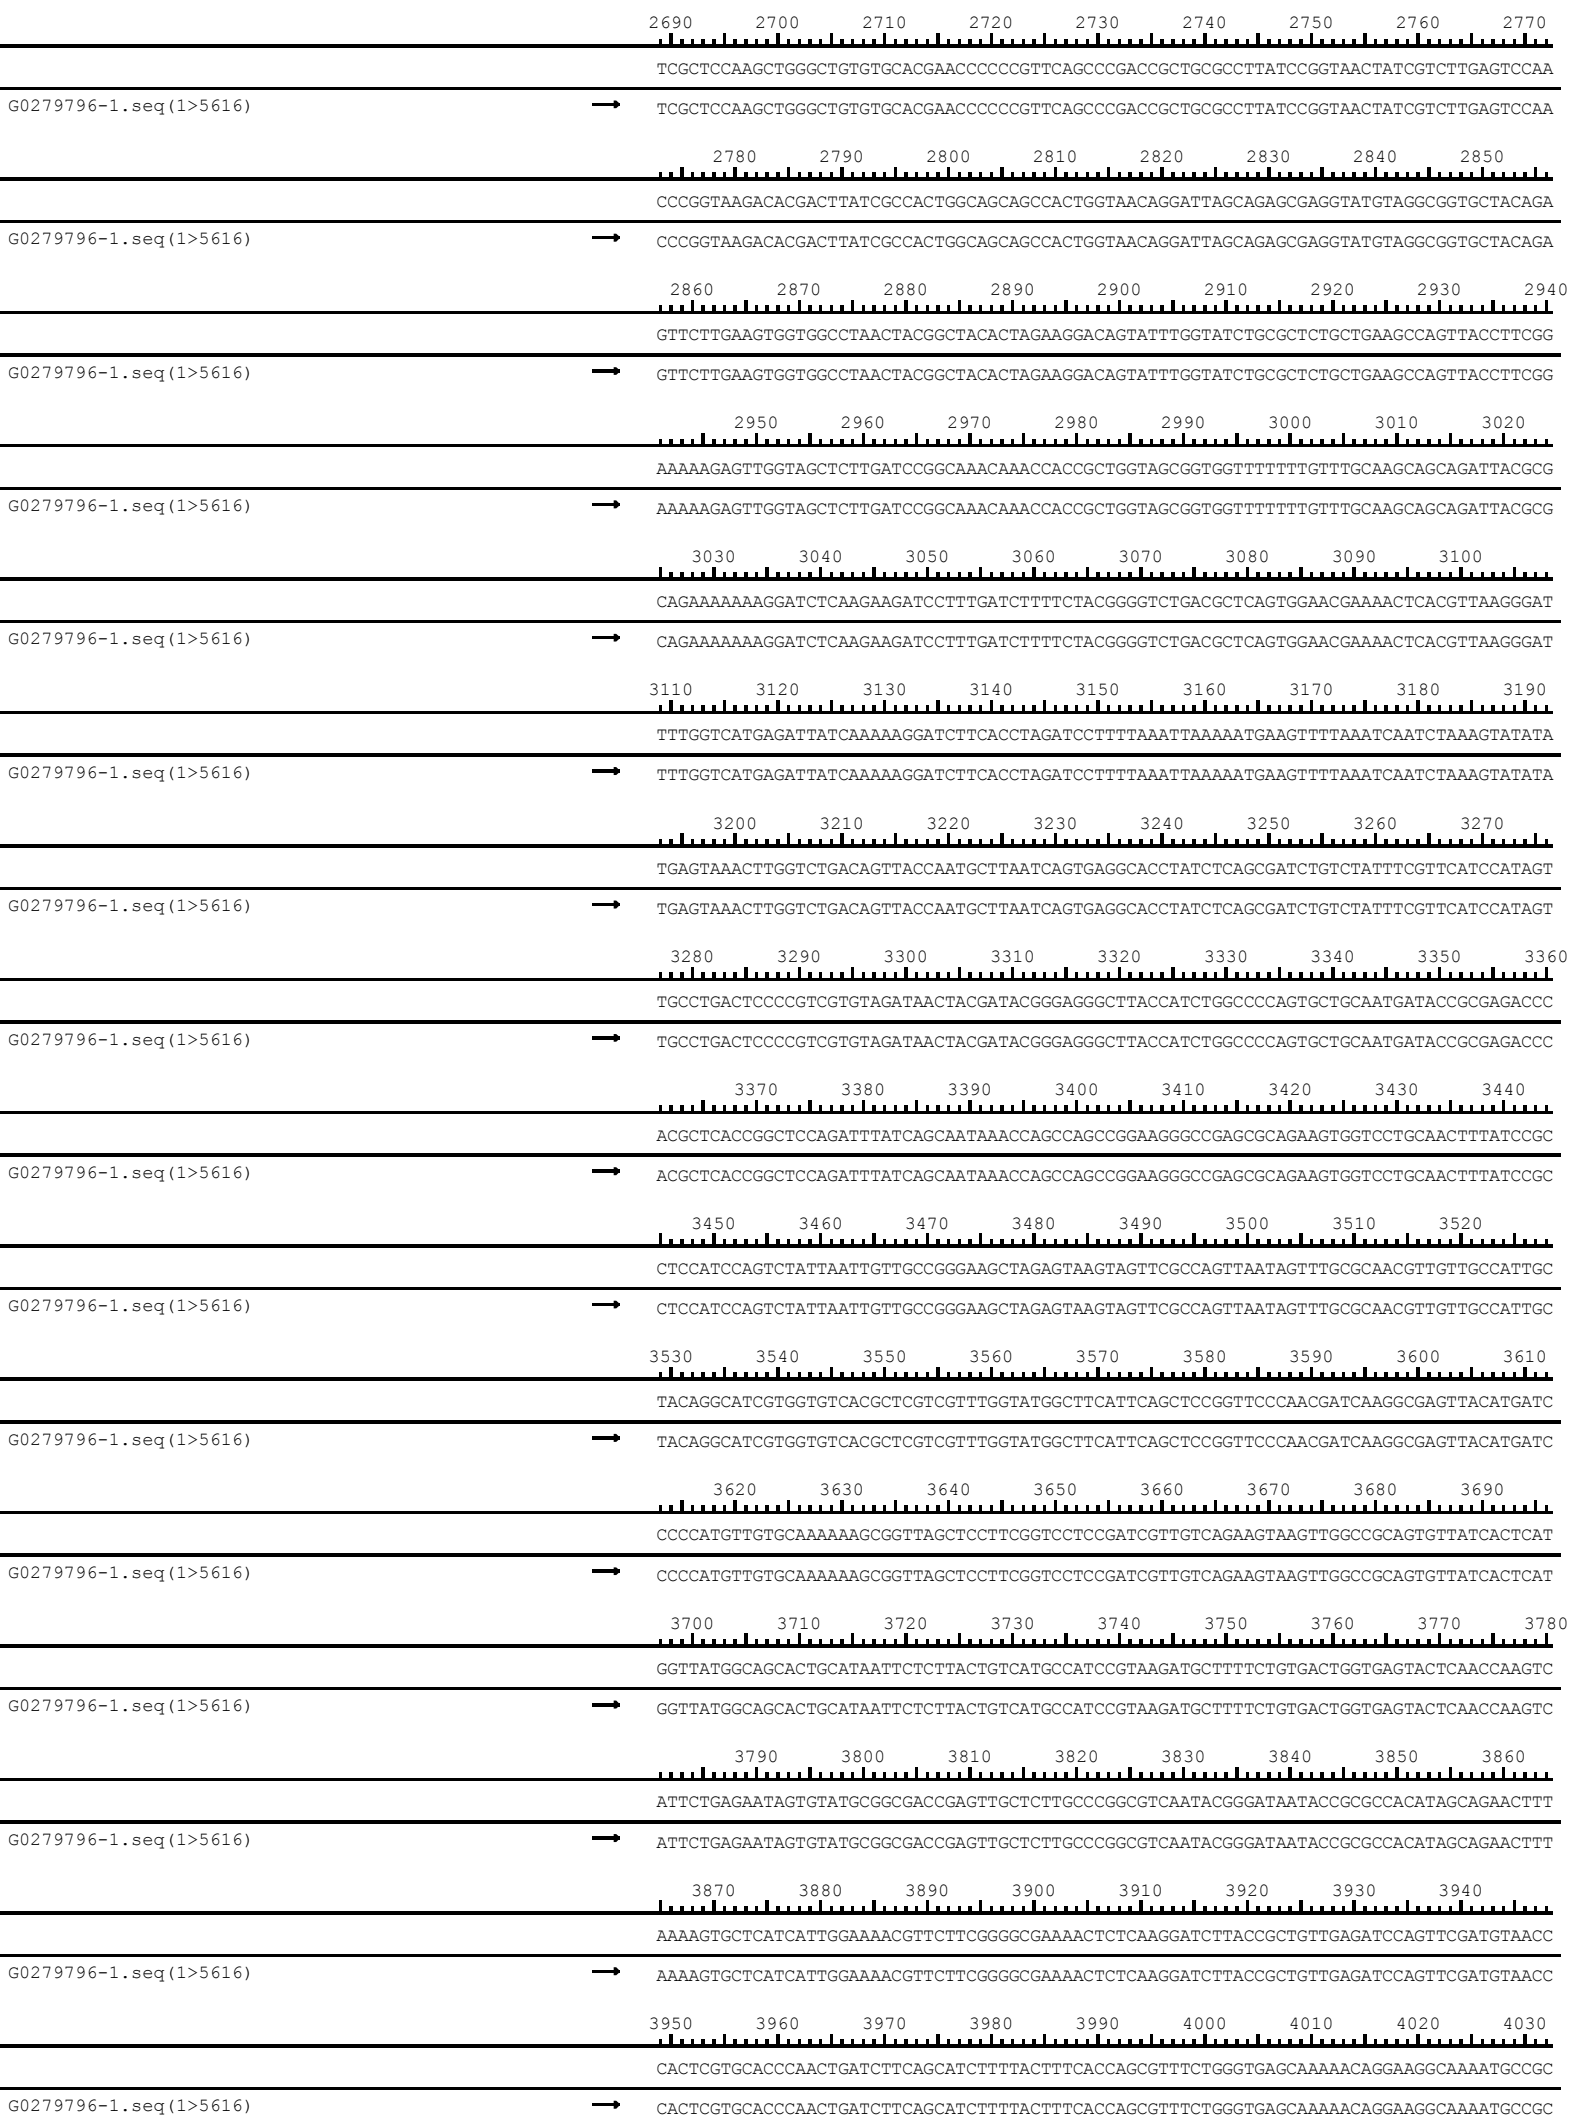 2690 2700 2710 2720 2730 2740 2750 2760 2770
TCGCTCCAAGCTGGGCTGTGTGCACGAACCCCCCGTTCAGCCCGACCGCTGCGCCTTATCCGGTAACTATCGTCTTGAGTCCAA
G0279796-1.seq(1>5616) → TCGCTCCAAGCTGGGCTGTGTGCACGAACCCCCCGTTCAGCCCGACCGCTGCGCCTTATCCGGTAACTATCGTCTTGAGTCCAA
2780 2790 2800 2810 2820 2830 2840 2850
CCCGGTAAGACACGACTTATCGCCACTGGCAGCAGCCACTGGTAACAGGATTAGCAGAGCGAGGTATGTAGGCGGTGCTACAGA
G0279796-1.seq(1>5616) → CCCGGTAAGACACGACTTATCGCCACTGGCAGCAGCCACTGGTAACAGGATTAGCAGAGCGAGGTATGTAGGCGGTGCTACAGA
2860 2870 2880 2890 2900 2910 2920 2930 2940
GTTCTTGAAGTGGTGGCCTAACTACGGCTACACTAGAAGGACAGTATTTGGTATCTGCGCTCTGCTGAAGCCAGTTACCTTCGG
G0279796-1.seq(1>5616) → GTTCTTGAAGTGGTGGCCTAACTACGGCTACACTAGAAGGACAGTATTTGGTATCTGCGCTCTGCTGAAGCCAGTTACCTTCGG
2950 2960 2970 2980 2990 3000 3010 3020
AAAAAGAGTTGGTAGCTCTTGATCCGGCAAACAAACCACCGCTGGTAGCGGTGGTTTTTTTGTTTGCAAGCAGCAGATTACGCG
G0279796-1.seq(1>5616) → AAAAAGAGTTGGTAGCTCTTGATCCGGCAAACAAACCACCGCTGGTAGCGGTGGTTTTTTTGTTTGCAAGCAGCAGATTACGCG
3030 3040 3050 3060 3070 3080 3090 3100
CAGAAAAAAAGGATCTCAAGAAGATCCTTTGATCTTTTCTACGGGGTCTGACGCTCAGTGGAACGAAAACTCACGTTAAGGGAT
G0279796-1.seq(1>5616) → CAGAAAAAAAGGATCTCAAGAAGATCCTTTGATCTTTTCTACGGGGTCTGACGCTCAGTGGAACGAAAACTCACGTTAAGGGAT
3110 3120 3130 3140 3150 3160 3170 3180 3190
TTTGGTCATGAGATTATCAAAAAGGATCTTCACCTAGATCCTTTTAAATTAAAAATGAAGTTTTAAATCAATCTAAAGTATATA
G0279796-1.seq(1>5616) → TTTGGTCATGAGATTATCAAAAAGGATCTTCACCTAGATCCTTTTAAATTAAAAATGAAGTTTTAAATCAATCTAAAGTATATA
3200 3210 3220 3230 3240 3250 3260 3270
TGAGTAAACTTGGTCTGACAGTTACCAATGCTTAATCAGTGAGGCACCTATCTCAGCGATCTGTCTATTTCGTTCATCCATAGT
G0279796-1.seq(1>5616) → TGAGTAAACTTGGTCTGACAGTTACCAATGCTTAATCAGTGAGGCACCTATCTCAGCGATCTGTCTATTTCGTTCATCCATAGT
3280 3290 3300 3310 3320 3330 3340 3350 3360
TGCCTGACTCCCCGTCGTGTAGATAACTACGATACGGGAGGGCTTACCATCTGGCCCCAGTGCTGCAATGATACCGCGAGACCC
G0279796-1.seq(1>5616) → TGCCTGACTCCCCGTCGTGTAGATAACTACGATACGGGAGGGCTTACCATCTGGCCCCAGTGCTGCAATGATACCGCGAGACCC
3370 3380 3390 3400 3410 3420 3430 3440
ACGCTCACCGGCTCCAGATTTATCAGCAATAAACCAGCCAGCCGGAAGGGCCGAGCGCAGAAGTGGTCCTGCAACTTTATCCGC
G0279796-1.seq(1>5616) → ACGCTCACCGGCTCCAGATTTATCAGCAATAAACCAGCCAGCCGGAAGGGCCGAGCGCAGAAGTGGTCCTGCAACTTTATCCGC
3450 3460 3470 3480 3490 3500 3510 3520
CTCCATCCAGTCTATTAATTGTTGCCGGGAAGCTAGAGTAAGTAGTTCGCCAGTTAATAGTTTGCGCAACGTTGTTGCCATTGC
G0279796-1.seq(1>5616) → CTCCATCCAGTCTATTAATTGTTGCCGGGAAGCTAGAGTAAGTAGTTCGCCAGTTAATAGTTTGCGCAACGTTGTTGCCATTGC
3530 3540 3550 3560 3570 3580 3590 3600 3610
TACAGGCATCGTGGTGTCACGCTCGTCGTTTGGTATGGCTTCATTCAGCTCCGGTTCCCAACGATCAAGGCGAGTTACATGATC
G0279796-1.seq(1>5616) → TACAGGCATCGTGGTGTCACGCTCGTCGTTTGGTATGGCTTCATTCAGCTCCGGTTCCCAACGATCAAGGCGAGTTACATGATC
3620 3630 3640 3650 3660 3670 3680 3690
CCCCATGTTGTGCAAAAAAGCGGTTAGCTCCTTCGGTCCTCCGATCGTTGTCAGAAGTAAGTTGGCCGCAGTGTTATCACTCAT
G0279796-1.seq(1>5616) → CCCCATGTTGTGCAAAAAAGCGGTTAGCTCCTTCGGTCCTCCGATCGTTGTCAGAAGTAAGTTGGCCGCAGTGTTATCACTCAT
3700 3710 3720 3730 3740 3750 3760 3770 3780
GGTTATGGCAGCACTGCATAATTCTCTTACTGTCATGCCATCCGTAAGATGCTTTTCTGTGACTGGTGAGTACTCAACCAAGTC
G0279796-1.seq(1>5616) → GGTTATGGCAGCACTGCATAATTCTCTTACTGTCATGCCATCCGTAAGATGCTTTTCTGTGACTGGTGAGTACTCAACCAAGTC
3790 3800 3810 3820 3830 3840 3850 3860
ATTCTGAGAATAGTGTATGCGGCGACCGAGTTGCTCTTGCCCGGCGTCAATACGGGATAATACCGCGCCACATAGCAGAACTTT
G0279796-1.seq(1>5616) → ATTCTGAGAATAGTGTATGCGGCGACCGAGTTGCTCTTGCCCGGCGTCAATACGGGATAATACCGCGCCACATAGCAGAACTTT
3870 3880 3890 3900 3910 3920 3930 3940
AAAAGTGCTCATCATTGGAAAACGTTCTTCGGGGCGAAAACTCTCAAGGATCTTACCGCTGTTGAGATCCAGTTCGATGTAACC
G0279796-1.seq(1>5616) → AAAAGTGCTCATCATTGGAAAACGTTCTTCGGGGCGAAAACTCTCAAGGATCTTACCGCTGTTGAGATCCAGTTCGATGTAACC
3950 3960 3970 3980 3990 4000 4010 4020 4030
CACTCGTGCACCCAACTGATCTTCAGCATCTTTTACTTTCACCAGCGTTTCTGGGTGAGCAAAAACAGGAAGGCAAAATGCCGC
G0279796-1.seq(1>5616) → CACTCGTGCACCCAACTGATCTTCAGCATCTTTTACTTTCACCAGCGTTTCTGGGTGAGCAAAAACAGGAAGGCAAAATGCCGC